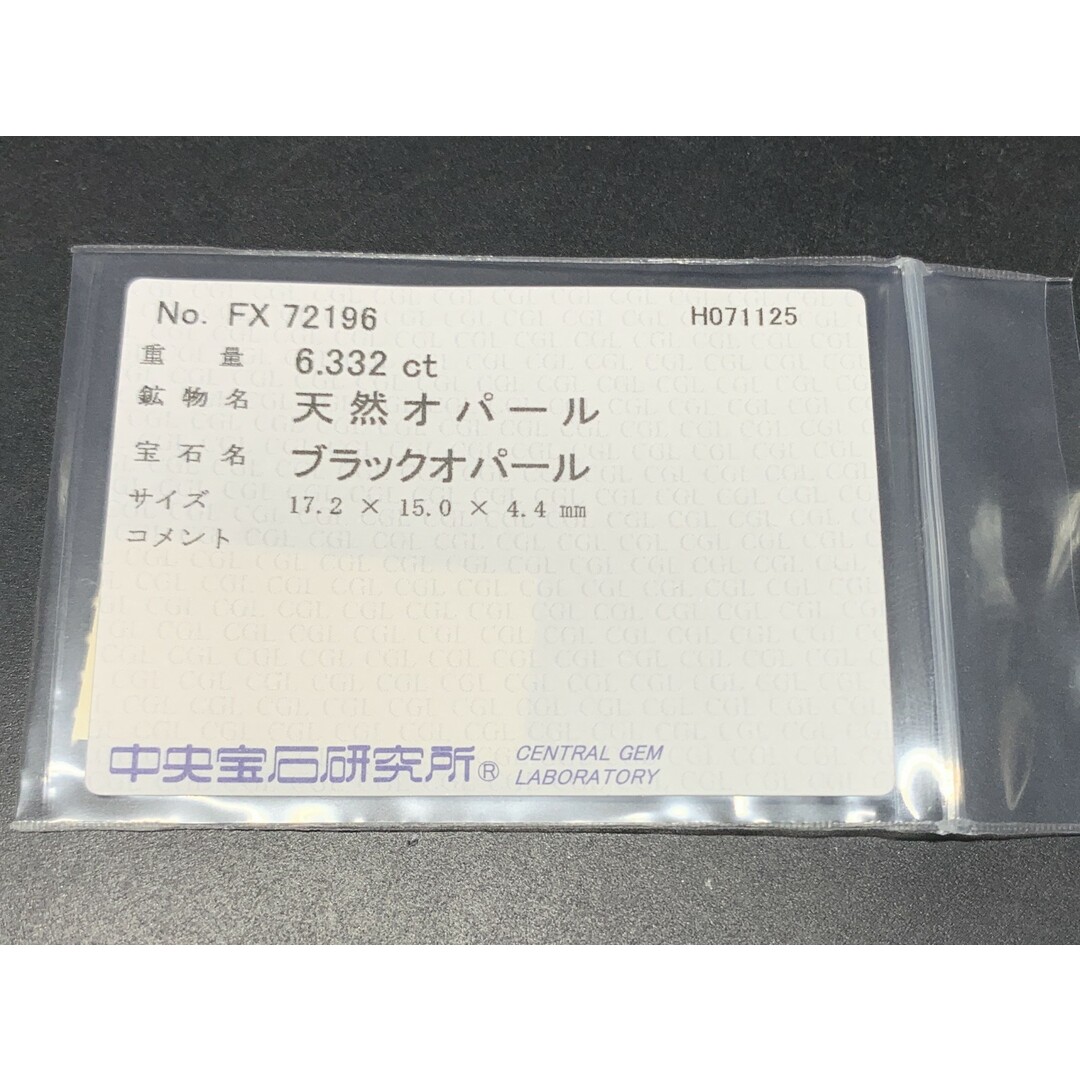 No. FX 72196 H071125
重量 6.332 ct
鉱物名 天然オパール
宝石名 ブラックオパール
サイズ 17.2 × 15.0 × 4.4 mm
コメント
中央宝石研究所® CENTRAL GEM
LABORATORY